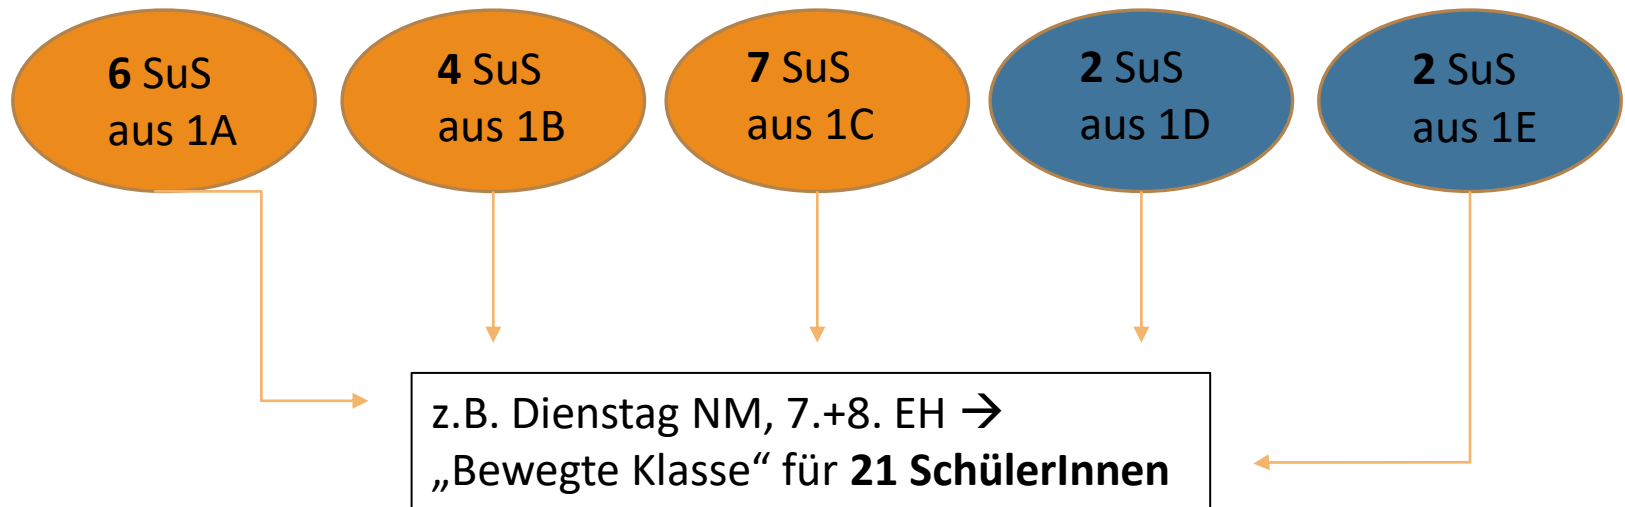 6 SuS
aus 1A
4 SuS
aus 1B
7 SuS
aus 1C
2 SuS
aus 1D
2 SuS
aus 1E
z.B. Dienstag NM, 7.+8. EH →
„Bewegte Klasse“ für 21 SchülerInnen